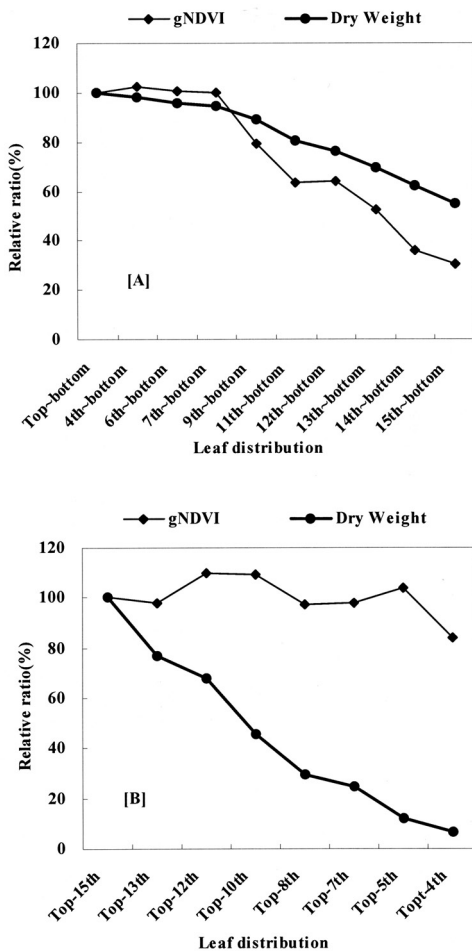 gNDVI Dry Weight
120
100
80
60
40
20
0
Relative ratio(%)
[A]
Top~bottom
4th~bottom
6th~bottom
7th~bottom
9th~bottom
11th~bottom
12th~bottom
13th~bottom
14th~bottom
15th~bottom
Leaf distribution
gNDVI Dry Weight
120
100
80
60
40
20
0
Relative ratio(%)
[B]
Top-15th
Top-13th
Top-12th
Top-10th
Top-8th
Top-7th
Top-5th
Topt-4th
Leaf distribution